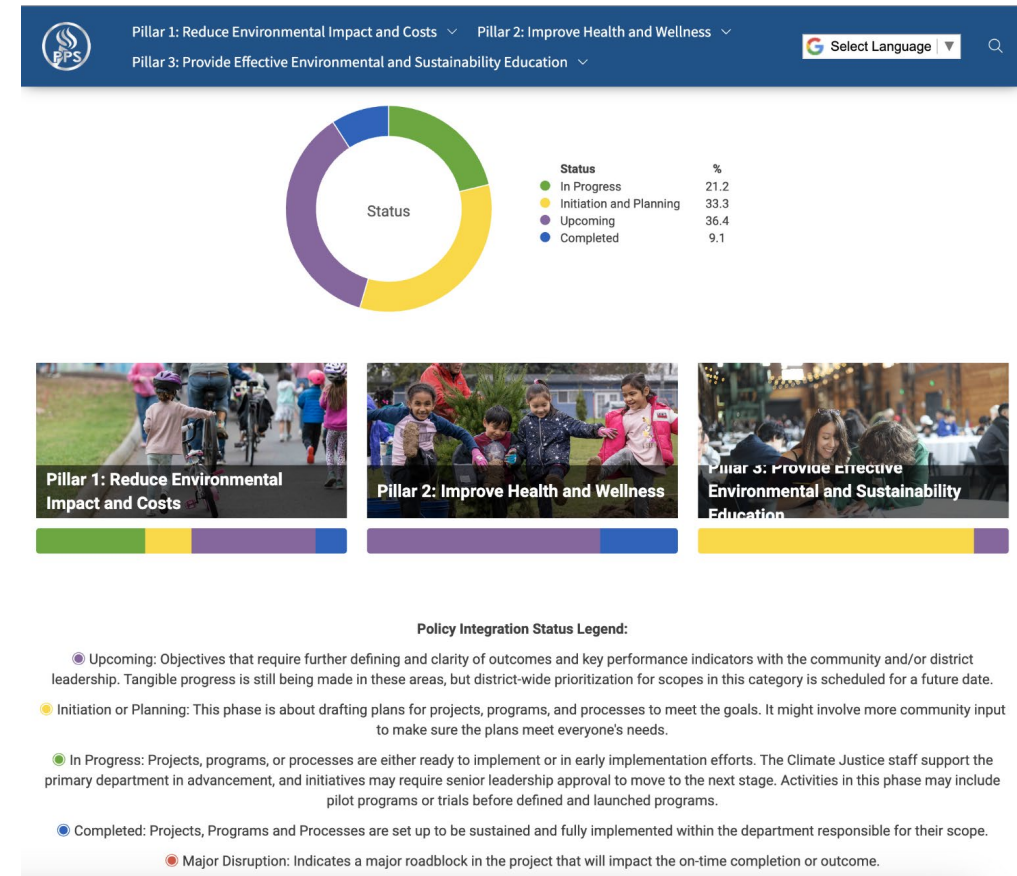 PPS
Pillar 1: Reduce Environmental Impact and Costs
Pillar 2: Improve Health and Wellness
Pillar 3: Provide Effective Environmental and Sustainability Education
G Select Language ▼
Status
Status %
In Progress 21.2
Initiation and Planning 33.3
Upcoming 36.4
Completed 9.1
Pillar 1: Reduce Environmental
Impact and Costs
Pillar 2: Improve Health and Wellness
Pillar 3: Provide Effective
Environmental and Sustainability
Education
Policy Integration Status Legend:
Upcoming: Objectives that require further defining and clarity of outcomes and key performance indicators with the community and/or district
leadership. Tangible progress is still being made in these areas, but district-wide prioritization for scopes in this category is scheduled for a future date.
Initiation or Planning: This phase is about drafting plans for projects, programs, and processes to meet the goals. It might involve more community input
to make sure the plans meet everyone's needs.
In Progress: Projects, programs, or processes are either ready to implement or in early implementation efforts. The Climate Justice staff support the
primary department in advancement, and initiatives may require senior leadership approval to move to the next stage. Activities in this phase may include
pilot programs or trials before defined and launched programs.
Completed: Projects, Programs and Processes are set up to be sustained and fully implemented within the department responsible for their scope.
Major Disruption: Indicates a major roadblock in the project that will impact the on-time completion or outcome.